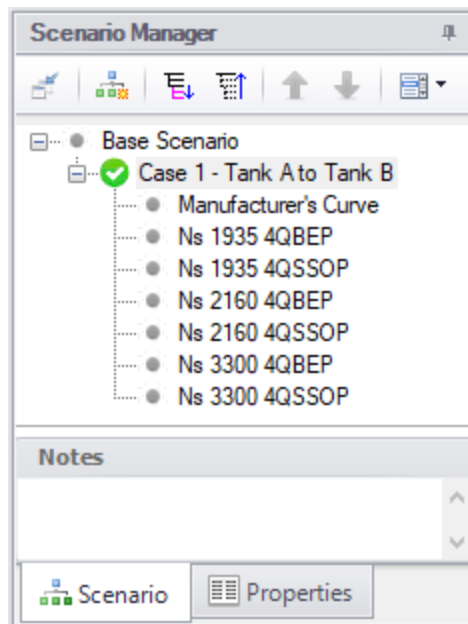 Scenario Manager
Base Scenario
Case 1 - Tank A to Tank B
Manufacturer's Curve
Ns 1935 4QBEP
Ns 1935 4QSSOP
Ns 2160 4QBEP
Ns 2160 4QSSOP
Ns 3300 4QBEP
Ns 3300 4QSSOP
Notes
Scenario Properties